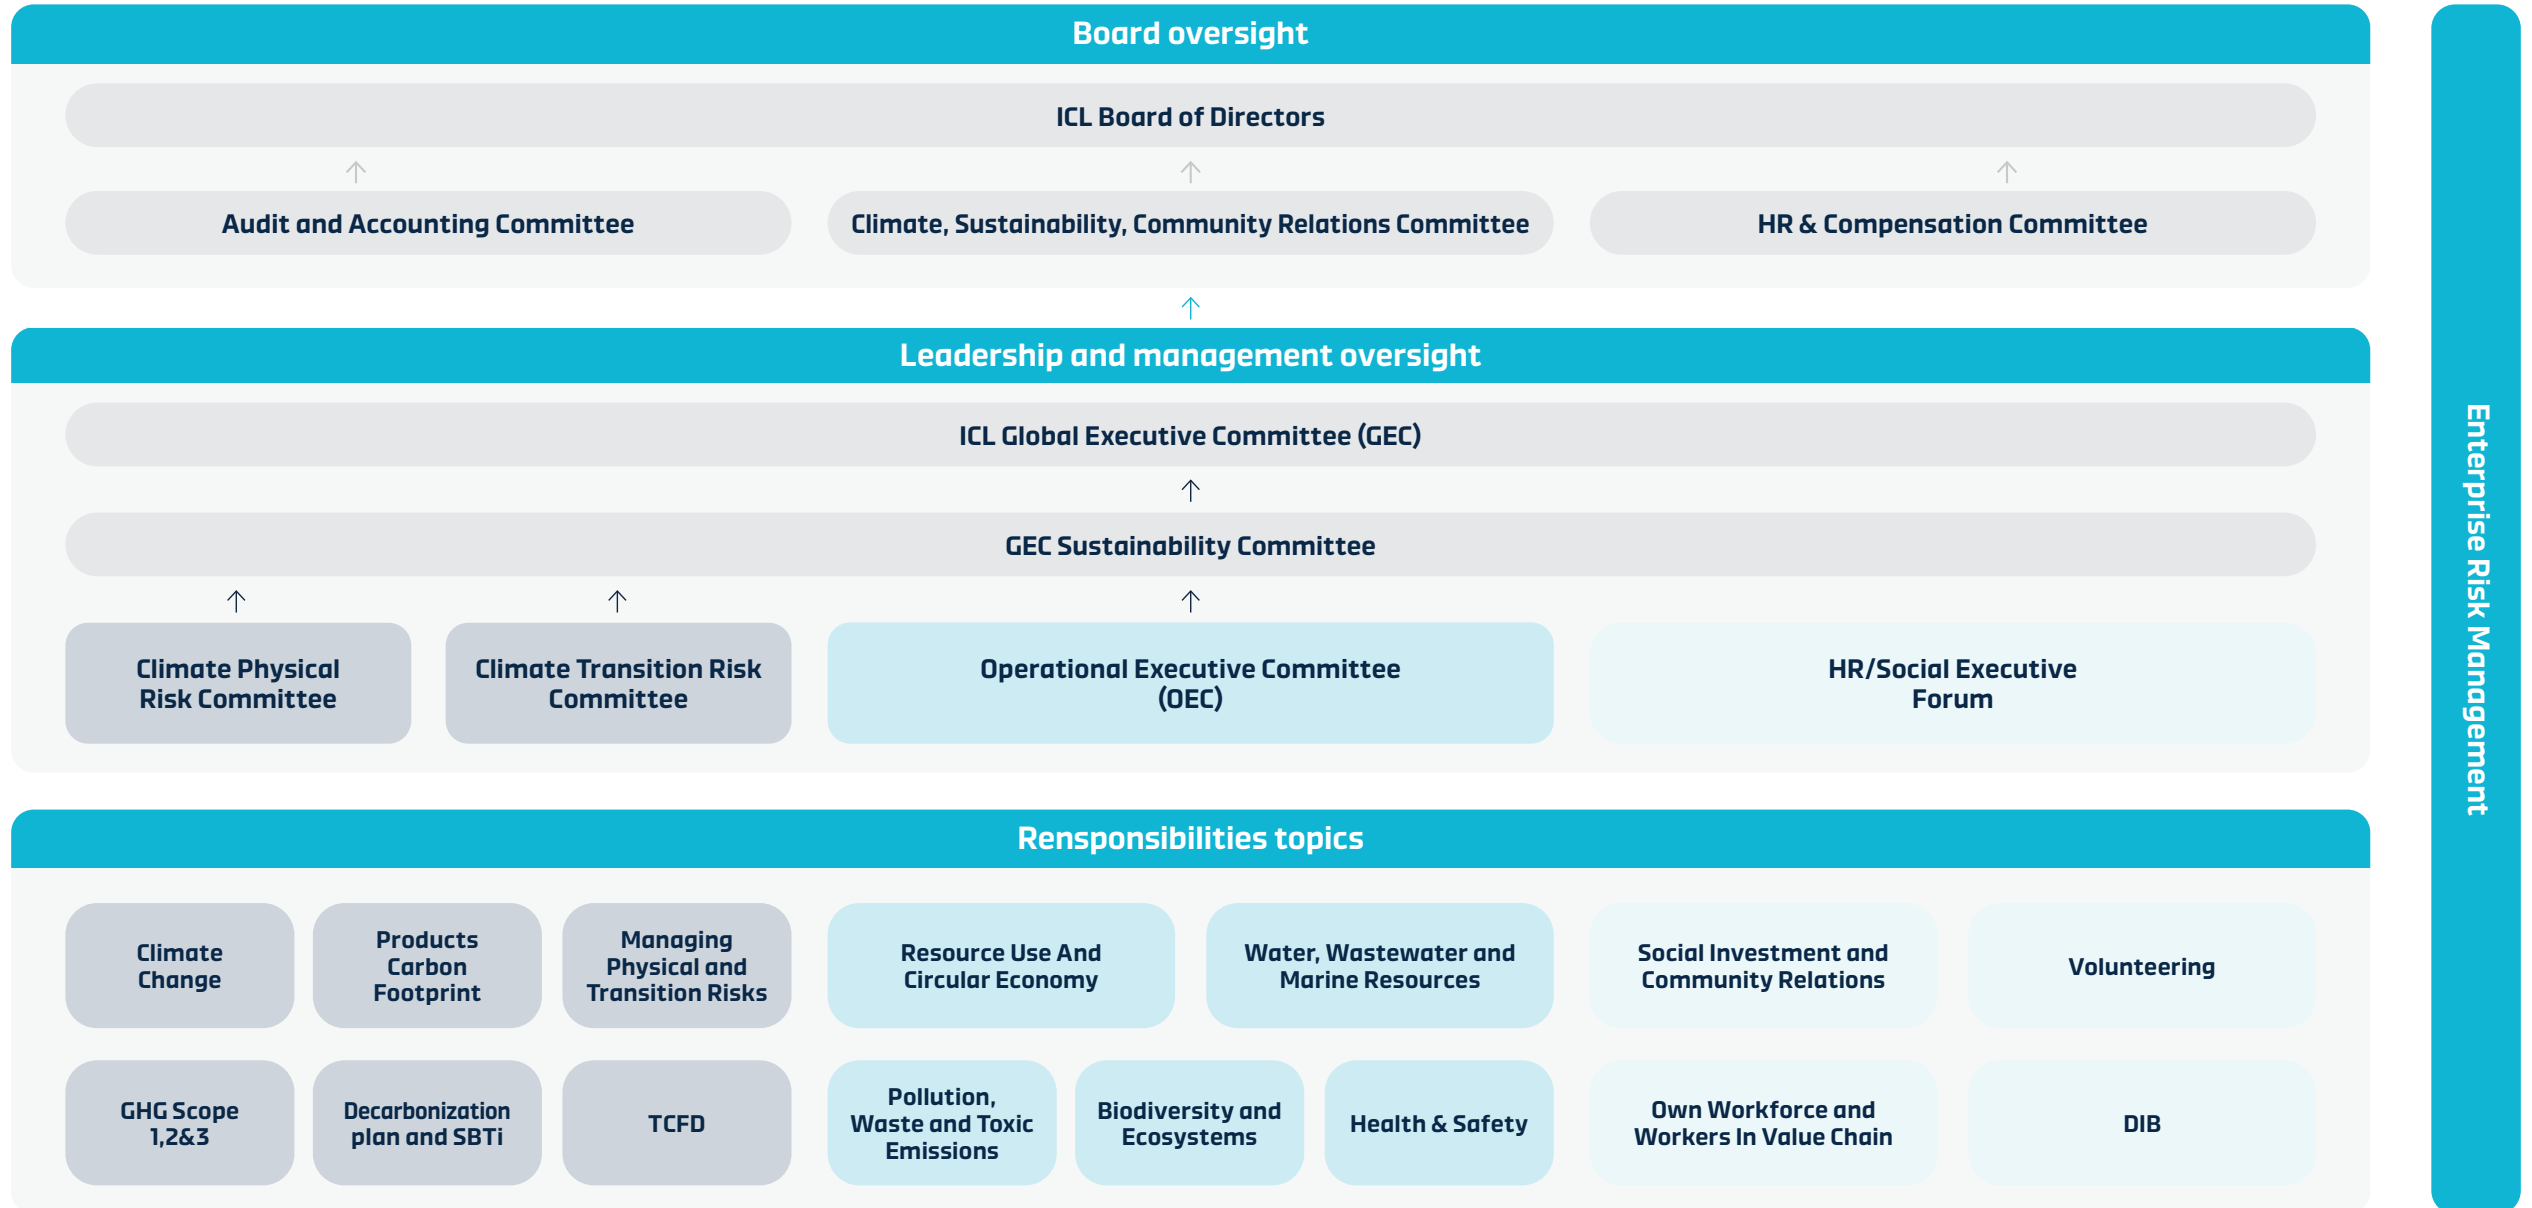 Board oversight
ICL Board of Directors
Audit and Accounting Committee
Climate, Sustainability, Community Relations Committee
HR & Compensation Committee
Leadership and management oversight
ICL Global Executive Committee (GEC)
GEC Sustainability Committee
Climate Physical
Risk Committee
Climate Transition Risk
Committee
Operational Executive Committee
(OEC)
HR/Social Executive
Forum
Rensponsibilities topics
Climate
Change
Products
Carbon
Footprint
Managing
Physical and
Transition Risks
Resource Use And
Circular Economy
Water, Wastewater and
Marine Resources
Social Investment and
Community Relations
Volunteering
GHG Scope
1,2&3
Decarbonization
plan and SBTi
TCFD
Pollution,
Waste and Toxic
Emissions
Biodiversity and
Ecosystems
Health & Safety
Own Workforce and
Workers In Value Chain
DIB
Enterprise Risk Management